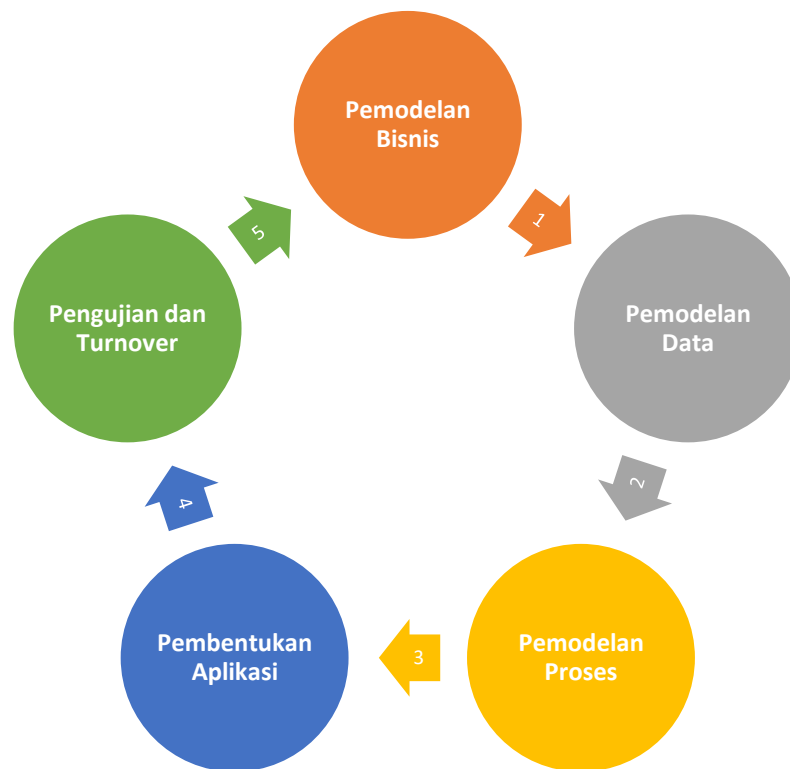 Pemodelan
Bisnis
1
Pemodelan
Data
2
Pemodelan
Proses
3
Pembentukan
Aplikasi
4
Pengujian dan
Turnover
5